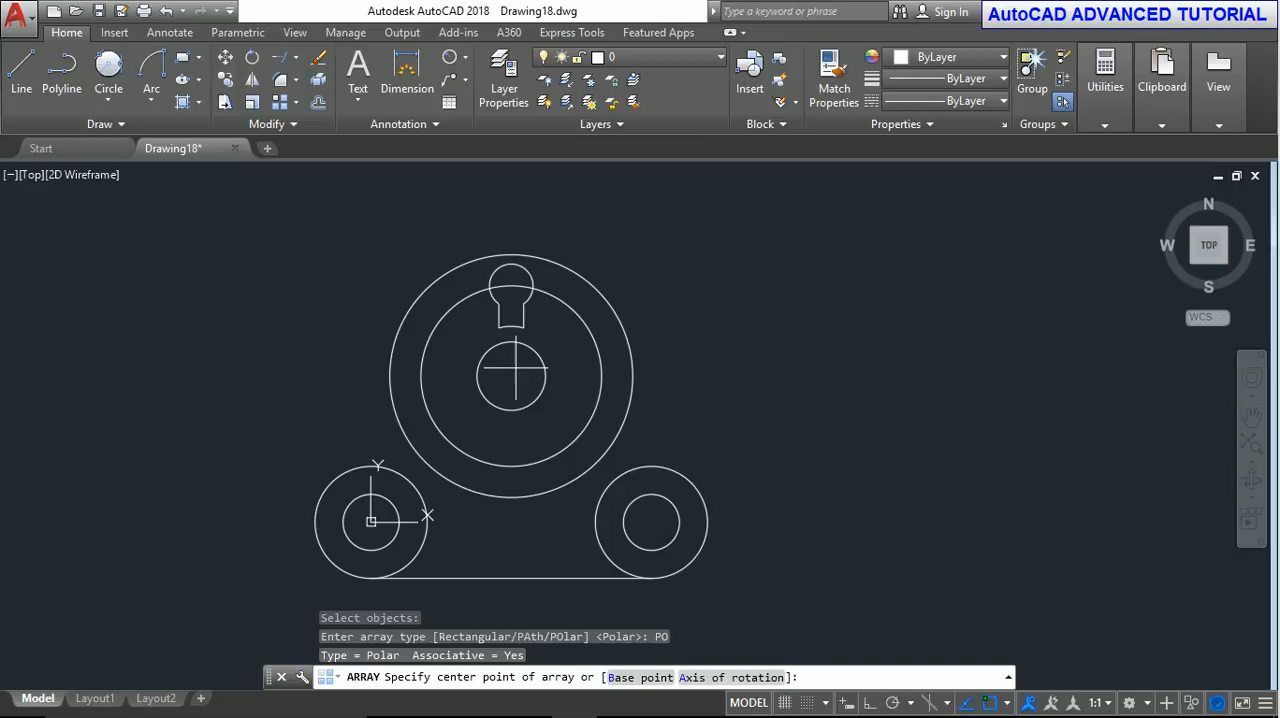 Autodesk AutoCAD 2018 Drawing18.dwg
Type a keyword or phrase
Sign In
AutoCAD ADVANCED TUTORIAL
Home Insert Annotate Parametric View Manage Output Add-ins A360 Express Tools Featured Apps
Line Polyline Circle Arc
Text Dimension
Layer
Properties
0
Insert
Match
Properties
ByLayer
ByLayer
ByLayer
Group
Utilities
Clipboard
View
Draw Modify Annotation Layers Block Properties Groups
Start Drawing18*
[−][Top][2D Wireframe]
N
W TOP E
S
WCS
Y
X
Select objects:
Enter array type [Rectangular/PAth/POlar] <Polar>: PO
Type = Polar Associative = Yes
ARRAY Specify center point of array or [Base point Axis of rotation]:
Model Layout1 Layout2
MODEL 1:1